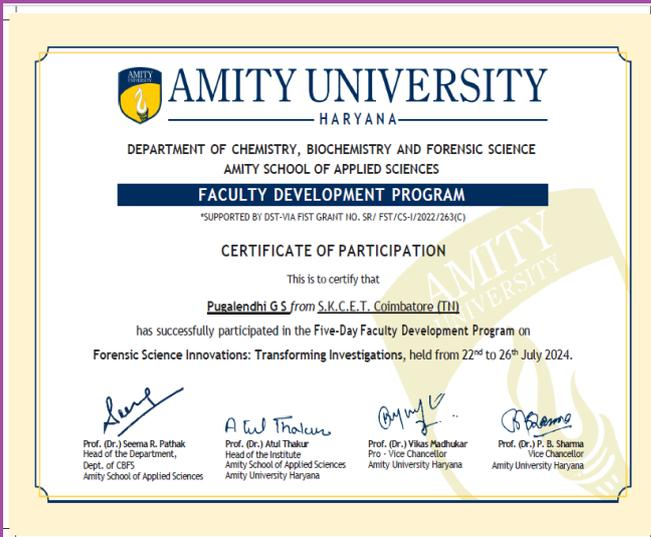 AMITY
UNIVERSITY
AMITY UNIVERSITY
HARYANA
DEPARTMENT OF CHEMISTRY, BIOCHEMISTRY AND FORENSIC SCIENCE
AMITY SCHOOL OF APPLIED SCIENCES
FACULTY DEVELOPMENT PROGRAM
*SUPPORTED BY DST-VIA FIST GRANT NO. SR/ FST/CS-I/2022/263(C)
CERTIFICATE OF PARTICIPATION
This is to certify that
Pugalendhi G S from S.K.C.E.T, Coimbatore (TN)
has successfully participated in the Five-Day Faculty Development Program on
Forensic Science Innovations: Transforming Investigations, held from 22nd to 26th July 2024.
AMITY
UNIVERSITY
Atul Thakur
Prof. (Dr.) Seema R. Pathak
Head of the Department,
Dept. of CBFS
Amity School of Applied Sciences
Prof. (Dr.) Atul Thakur
Head of the Institute
Amity School of Applied Sciences
Amity University Haryana
Prof. (Dr.) Vikas Madhukar
Pro - Vice Chancellor
Amity University Haryana
Prof. (Dr.) P. B. Sharma
Vice Chancellor
Amity University Haryana